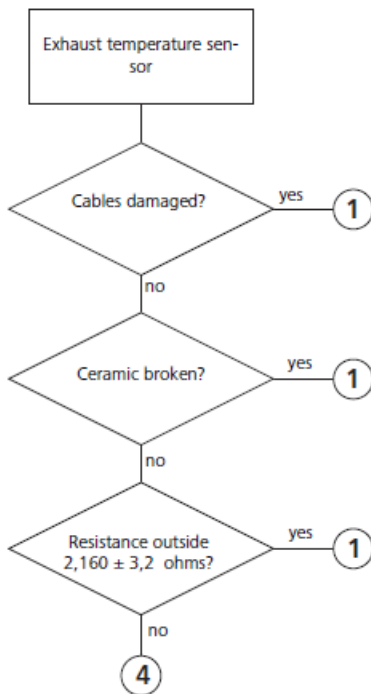 Exhaust temperature sen-
sor
Cables damaged?
yes
1
no
Ceramic broken?
yes
1
no
Resistance outside
2,160 ± 3,2 ohms?
yes
1
no
4